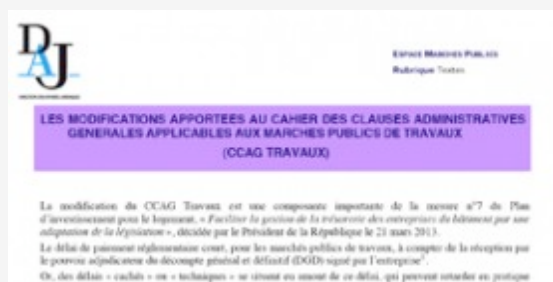 DAJ
DIRECTION DES AFFAIRES JURIDIQUES
ESPACE MARCHES PUBLICS
Rubrique Textes
LES MODIFICATIONS APPORTEES AU CAHIER DES CLAUSES ADMINISTRATIVES
GENERALES APPLICABLES AUX MARCHES PUBLICS DE TRAVAUX
(CCAG TRAVAUX)
La modification du CCAG Travaux est une composante importante de la mesure n°7 du Plan
d'investissement pour le logement, « Faciliter la gestion de la trésorerie des entreprises du bâtiment par une
adaptation de la législation », décidée par le Président de la République le 21 mars 2013.
Le délai de paiement réglementaire court, pour les marchés publics de travaux, à compter de la réception par
le pouvoir adjudicateur du décompte général et définitif (DGD) signé par l'entreprise¹.
Or, des délais « cachés » ou « techniques » se situent en amont de ce délai, qui peuvent retarder en pratique